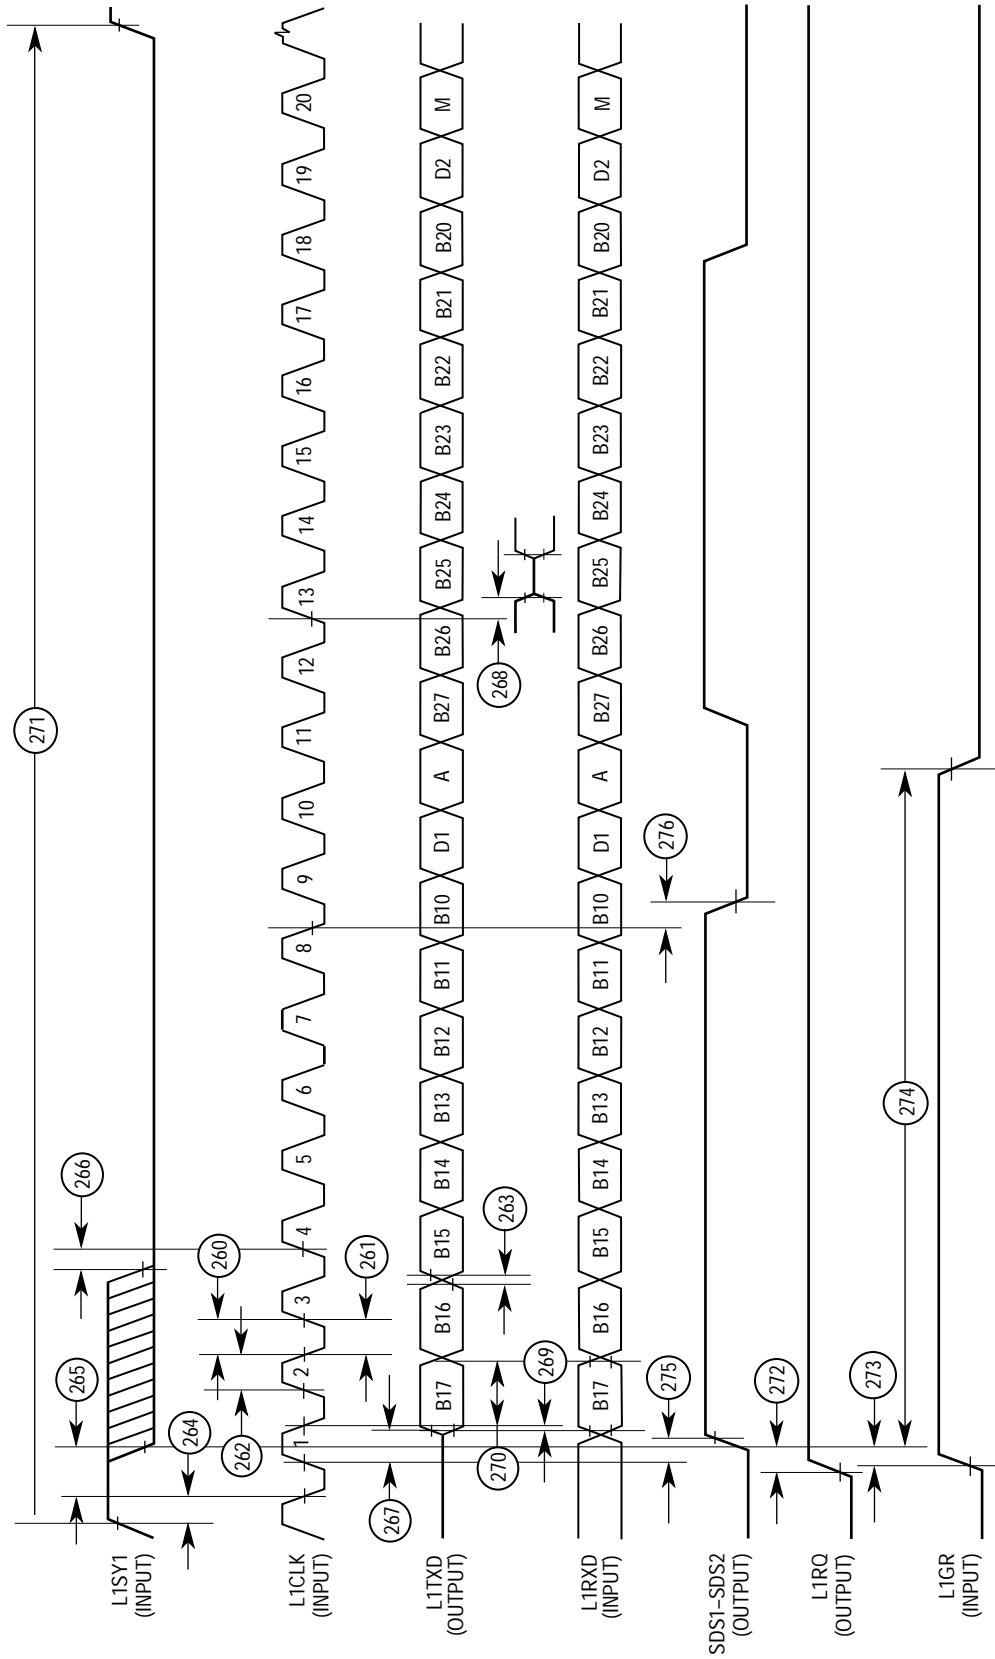 271
265
266
L1SY1
(INPUT)
264
260
262
L1CLK
(INPUT)
1 2 3 4 5 6 7 8 9 10 11 12 13 14 15 16 17 18 19 20
261
267
L1TXD
(OUTPUT)
B17 B16 B15 B14 B13 B12 B11 B10 D1 A B27 B26 B25 B24 B23 B22 B21 B20 D2 M
270
263
268
269
L1RXD
(INPUT)
B17 B16 B15 B14 B13 B12 B11 B10 D1 A B27 B26 B25 B24 B23 B22 B21 B20 D2 M
275
276
SDS1–SDS2
(OUTPUT)
272
L1RQ
(OUTPUT)
273
274
L1GR
(INPUT)